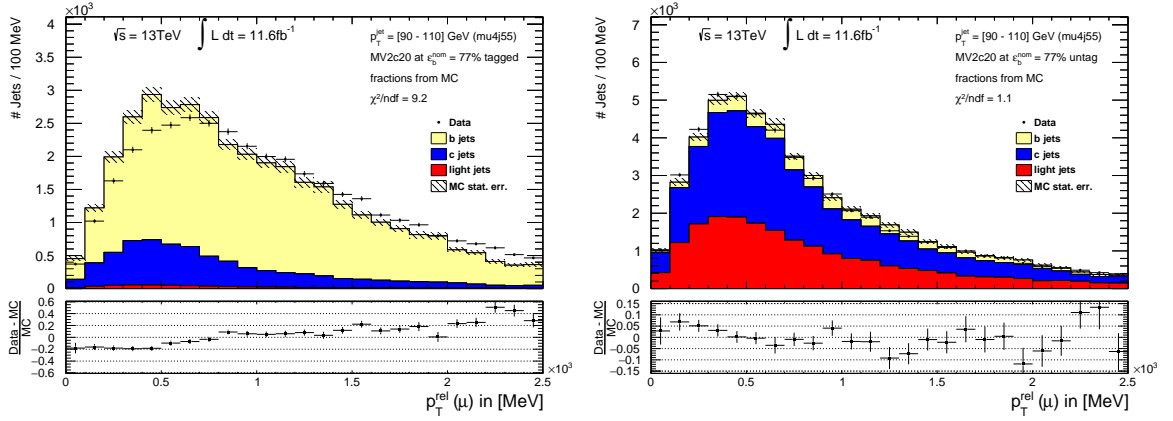 ×10³
# Jets / 100 MeV
4
3.5
3
2.5
2
1.5
1
0.5
0
√s = 13TeV ∫ L dt = 11.6fb⁻¹
p_T^jet = [90 - 110] GeV (mu4j55)
MV2c20 at ε_b^nom = 77% tagged
fractions from MC
χ²/ndf = 9.2
Data
b jets
c jets
light jets
MC stat. err.
Data - MC
MC
0.6
0.4
0.2
0
−0.2
−0.4
−0.6
0 0.5 1 1.5 2 2.5
×10³
p_T^rel (μ) in [MeV]
×10³
# Jets / 100 MeV
7
6
5
4
3
2
1
0
√s = 13TeV ∫ L dt = 11.6fb⁻¹
p_T^jet = [90 - 110] GeV (mu4j55)
MV2c20 at ε_b^nom = 77% untag
fractions from MC
χ²/ndf = 1.1
Data
b jets
c jets
light jets
MC stat. err.
Data - MC
MC
0.15
0.1
0.05
0
−0.05
−0.1
−0.15
0 0.5 1 1.5 2 2.5
×10³
p_T^rel (μ) in [MeV]